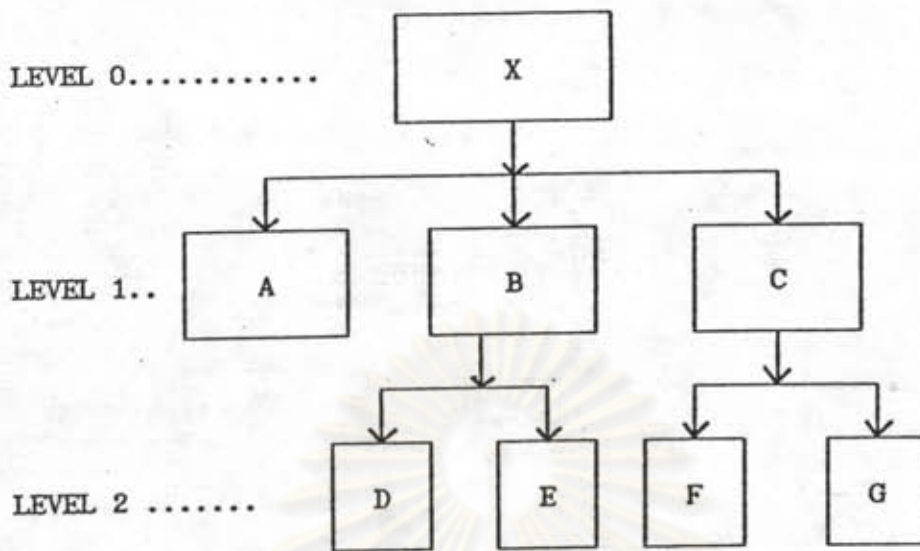 LEVEL 0............ X
LEVEL 1.. A B C
LEVEL 2 ....... D E F G